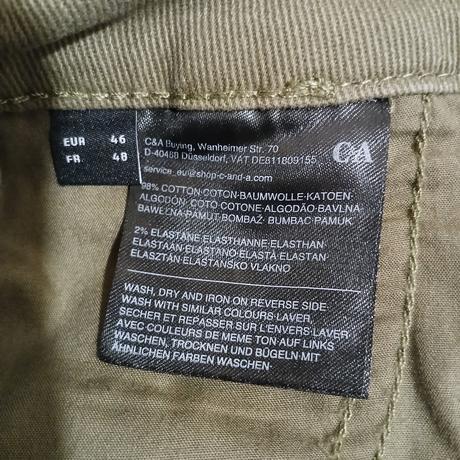 EUR 46
FR 48
C&A Buying, Wanheimer Str. 70
D-40468 Düsseldorf, VAT DE811809155
service_eu@shop-c-and-a.com
C&A
98% COTTON·COTON·BAUMWOLLE·KATOEN·
ALGODÓN·COTO COTONE·ALGODÃO·BAVLNA·
BAWEŁNA·PAMUT·BOMBAŽ· BUMBAC·PAMUK
2% ELASTANE·ELASTHANNE·ELASTHAN·
ELASTAAN·ELASTANO·ELASTÀ·ELASTAN·
ELASZTÁN·ELASTANSKO VLAKNO
WASH, DRY AND IRON ON REVERSE SIDE·
WASH WITH SIMILAR COLOURS·LAVER,
SECHER ET REPASSER SUR L'ENVERS·LAVER
AVEC COULEURS DE MEME TON·AUF LINKS
WASCHEN, TROCKNEN UND BÜGELN·MIT
ÄHNLICHEN FARBEN WASCHEN·